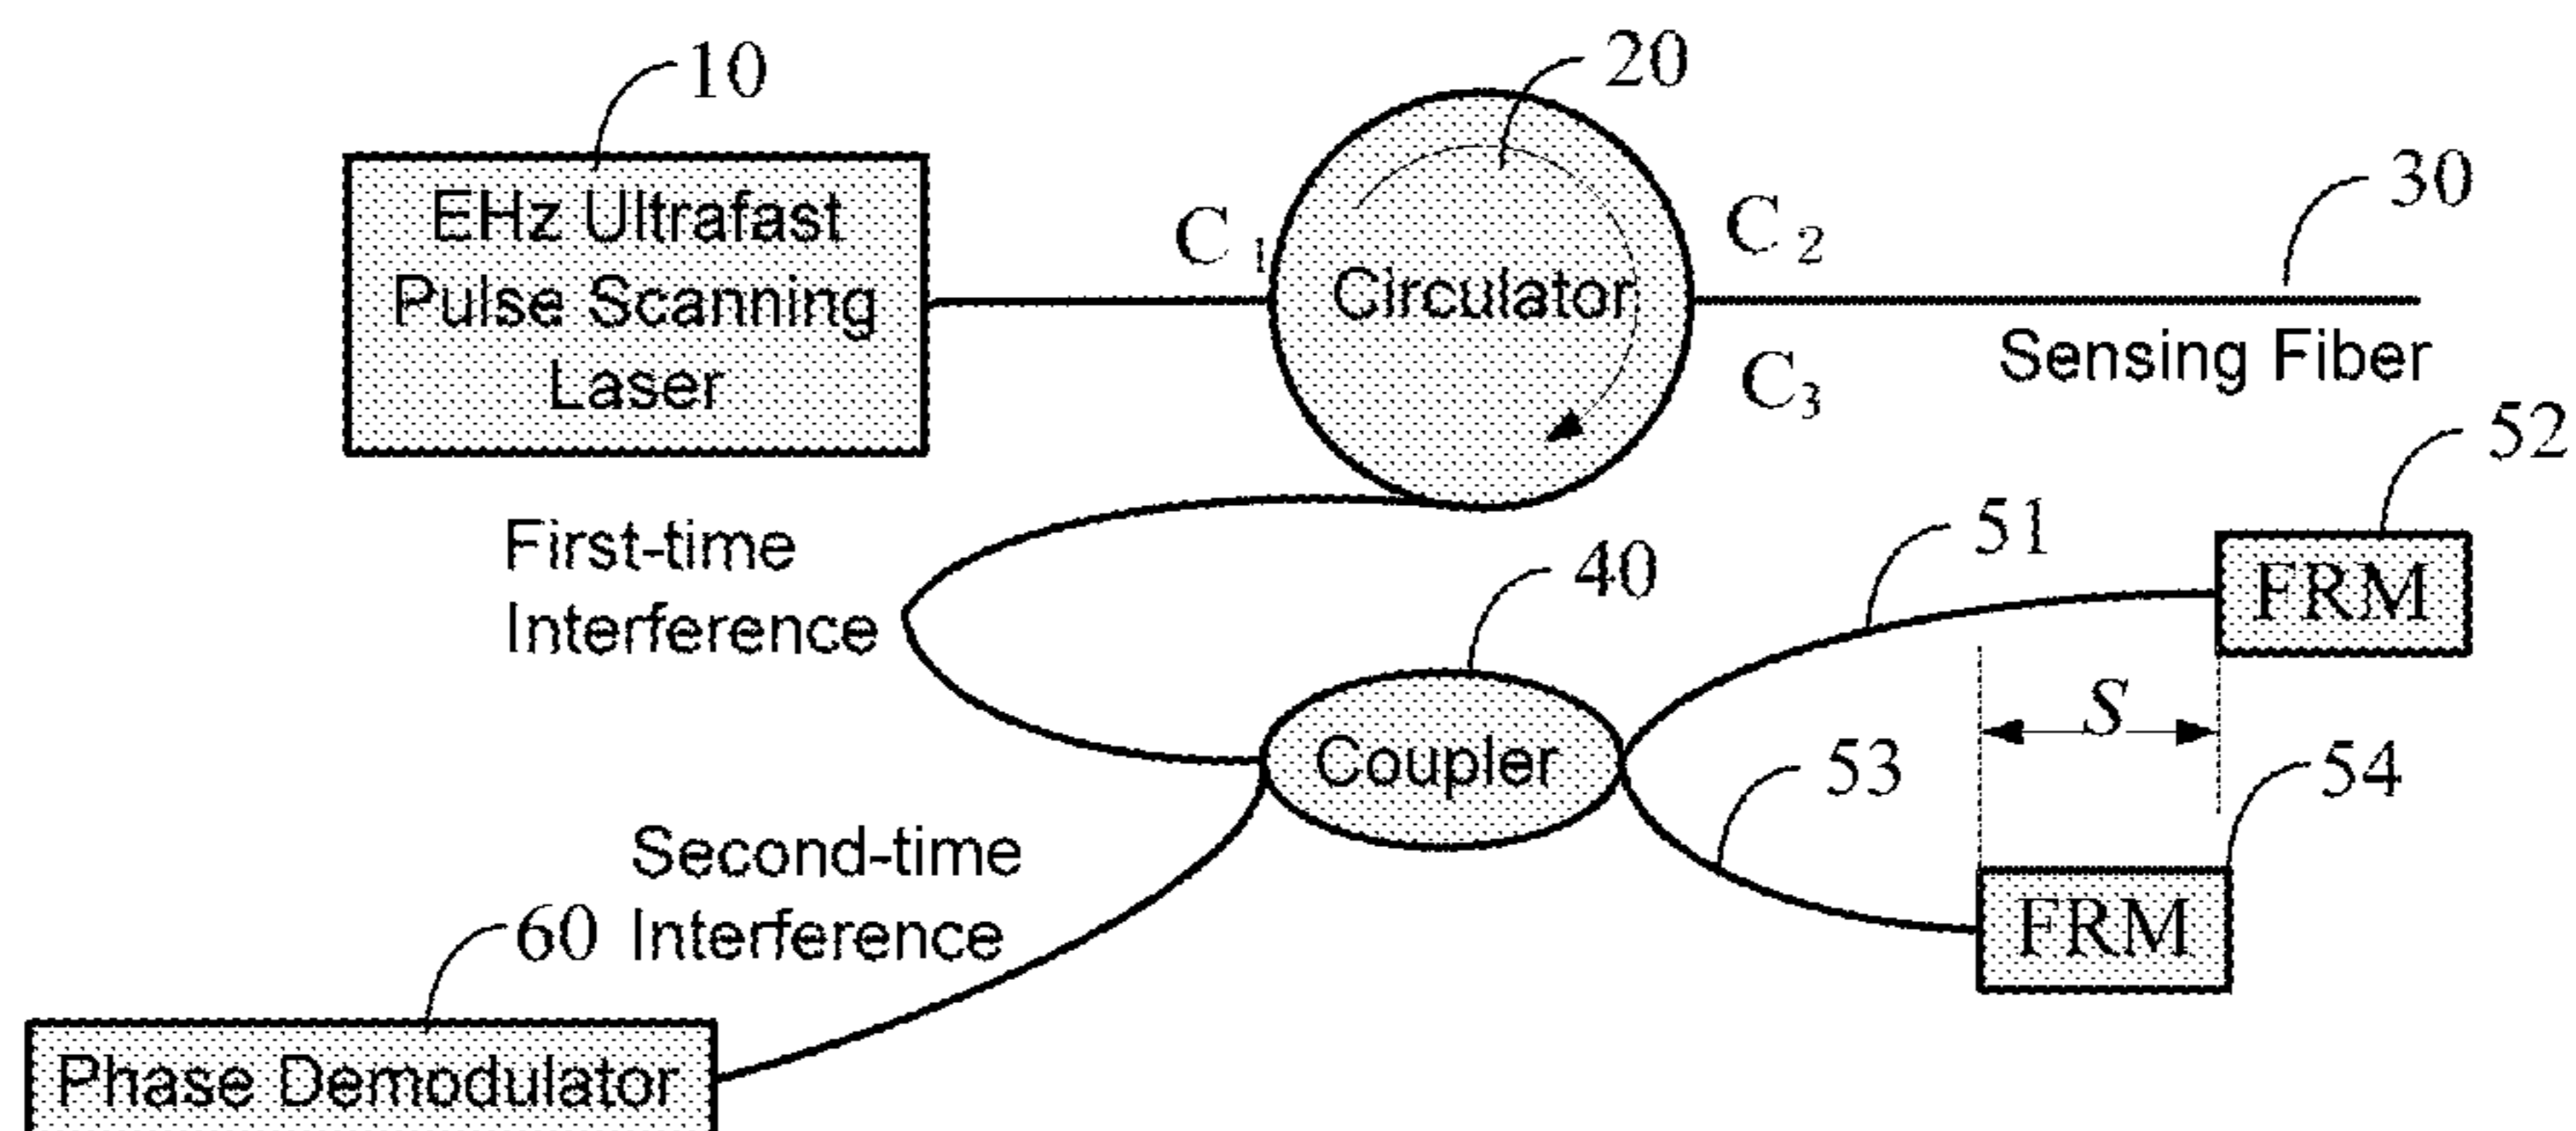 10
20
EHz Ultrafast
Pulse Scanning
Laser
C1
Circulator
C2
C3
30
Sensing Fiber
52
FRM
51
First-time
Interference
40
Coupler
S
53
54
FRM
Second-time
Interference
60
Phase Demodulator